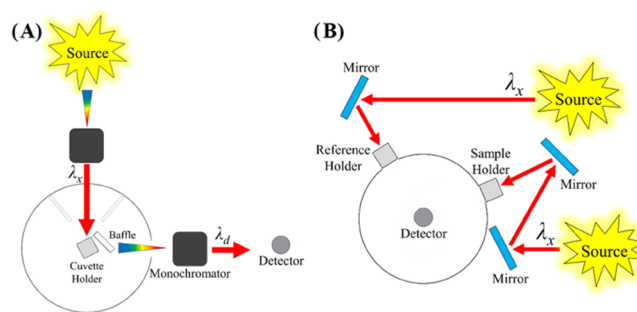 (A)
Source
λx
Baffle
Cuvette
Holder
Monochromator
λd
Detector
(B)
Mirror
λx
Source
Reference
Holder
Sample
Holder
Mirror
Detector
λx
Mirror
Source